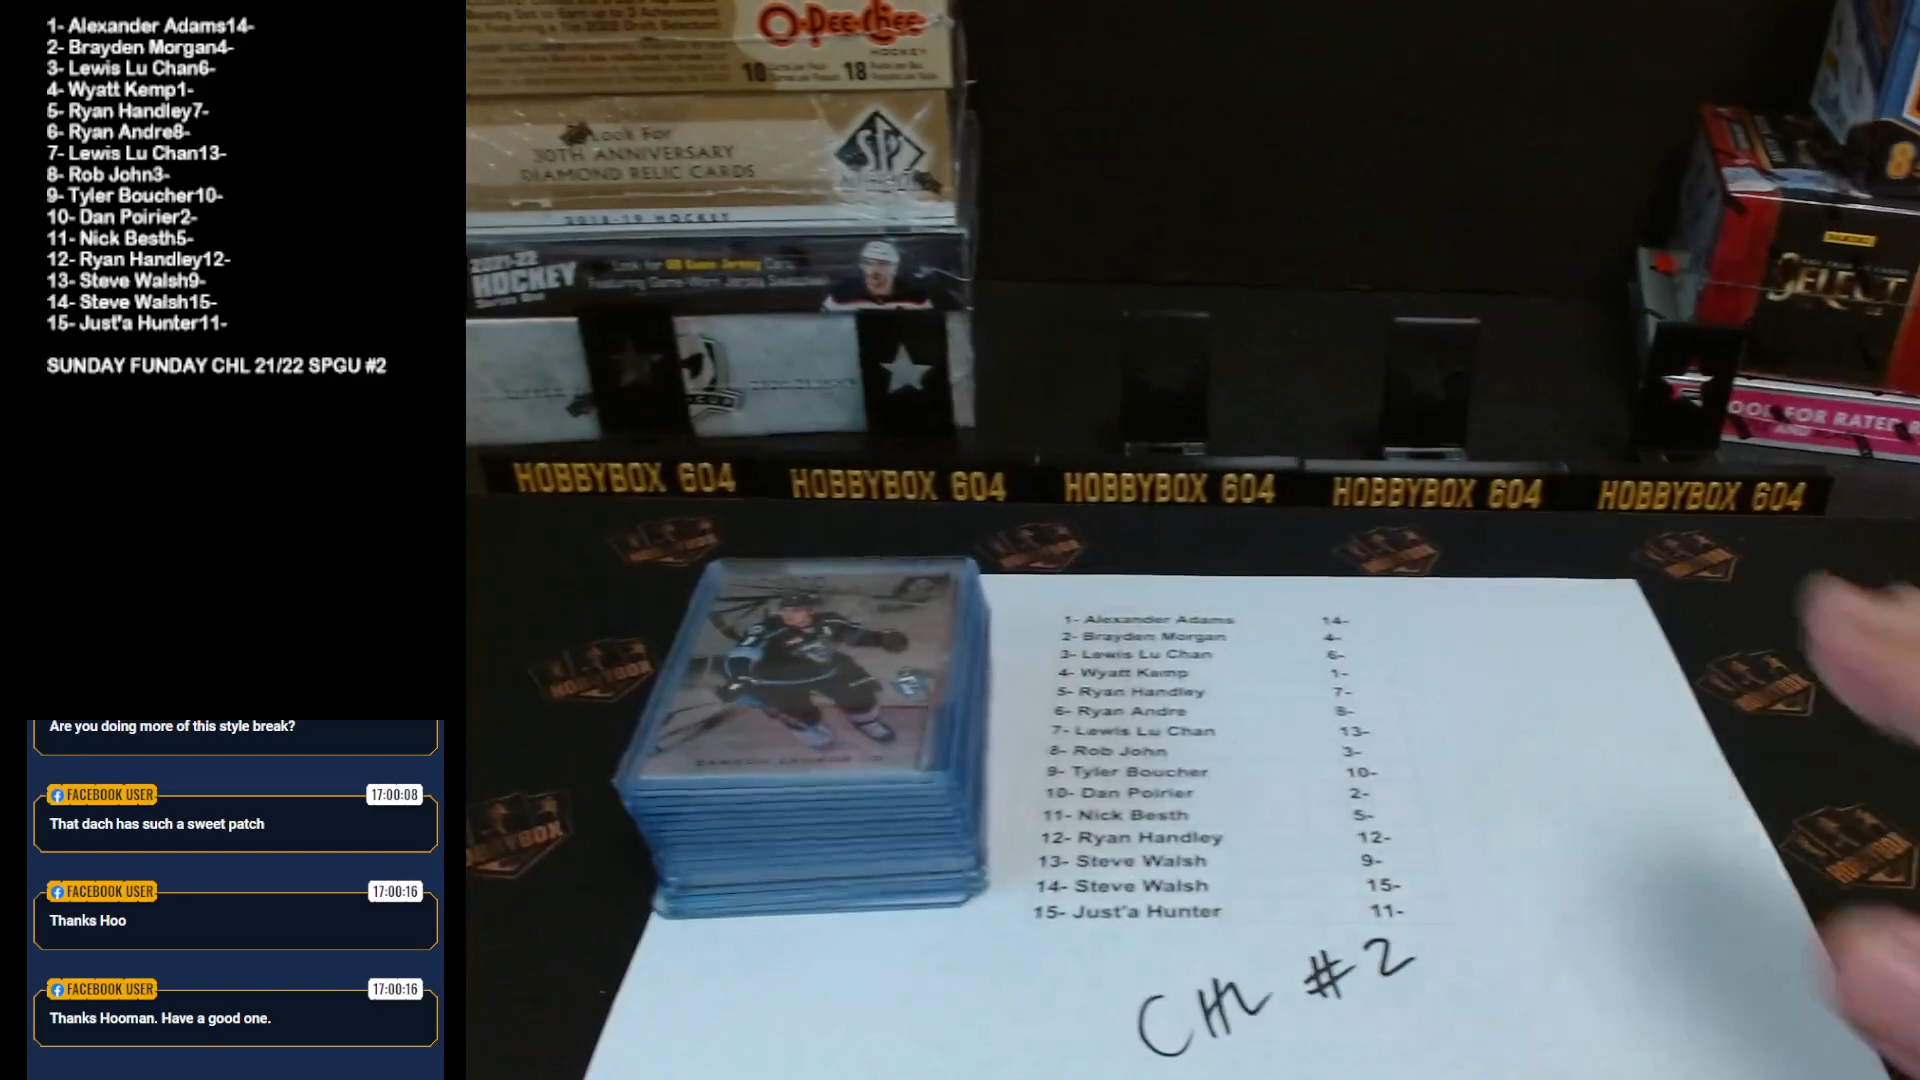 1- Alexander Adams14-
2- Brayden Morgan4-
3- Lewis Lu Chan6-
4- Wyatt Kemp1-
5- Ryan Handley7-
6- Ryan Andre8-
7- Lewis Lu Chan13-
8- Rob John3-
9- Tyler Boucher10-
10- Dan Poirier2-
11- Nick Besth5-
12- Ryan Handley12-
13- Steve Walsh9-
14- Steve Walsh15-
15- Just'a Hunter11-
SUNDAY FUNDAY CHL 21/22 SPGU #2
Are you doing more of this style break?
FACEBOOK USER 17:00:08
That dach has such a sweet patch
FACEBOOK USER 17:00:16
Thanks Hoo
FACEBOOK USER 17:00:16
Thanks Hooman. Have a good one.
O-Pee-Chee
HOCKEY
10 18
Look For
30TH ANNIVERSARY
DIAMOND RELIC CARDS
2018-19 HOCKEY
2021-22
HOCKEY
Look for UD Game Jersey Cards
PANINI
SELECT
8
LOOK FOR RATED R
AND
HOBBYBOX 604 HOBBYBOX 604 HOBBYBOX 604 HOBBYBOX 604 HOBBYBOX 604
1- Alexander Adams 14-
2- Brayden Morgan 4-
3- Lewis Lu Chan 6-
4- Wyatt Kemp 1-
5- Ryan Handley 7-
6- Ryan Andre 8-
7- Lewis Lu Chan 13-
8- Rob John 3-
9- Tyler Boucher 10-
10- Dan Poirier 2-
11- Nick Besth 5-
12- Ryan Handley 12-
13- Steve Walsh 9-
14- Steve Walsh 15-
15- Just'a Hunter 11-
CHL #2